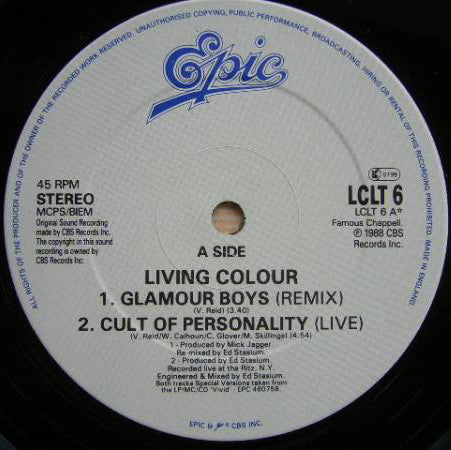 ALL RIGHTS OF THE PRODUCER AND OF THE OWNER OF THE RECORDED WORK RESERVED. UNAUTHORISED COPYING, PUBLIC PERFORMANCE, BROADCASTING, HIRING OR RENTAL OF THIS RECORDING PROHIBITED. MADE IN ENGLAND.
Epic
45 RPM
STEREO
MCPS/BIEM
Original Sound Recording
made by CBS Records Inc.
The copyright in this sound
recording is owned by
CBS Records Inc.
LCLT 6
LCLT 6 A*
Famous Chappell.
℗ 1988 CBS
Records Inc.
A SIDE
LIVING COLOUR
1. GLAMOUR BOYS (REMIX)
(V. Reid) (3.40)
2. CULT OF PERSONALITY (LIVE)
(V. Reid/W. Calhoun/C. Glover/M. Skillings) (4.54)
1 - Produced by Mick Jagger.
Re-mixed by Ed Stasium.
2 - Produced by Ed Stasium.
Recorded live at the Ritz, N.Y.
Engineered & Mixed by Ed Stasium.
Both tracks Special Versions taken from
the LP/MC/CD 'Vivid' - EPC 460758.
EPIC & CBS INC.